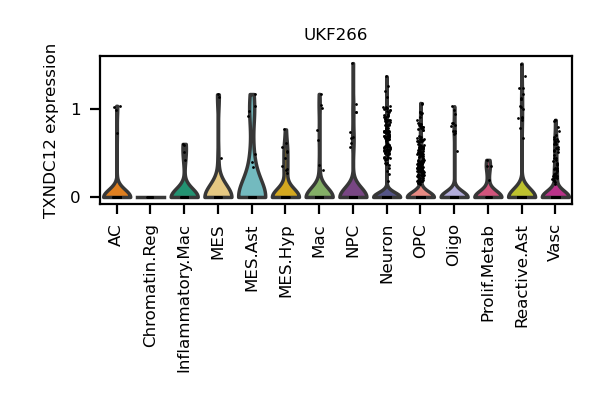 UKF266
TXNDC12 expression
1
0
AC
Chromatin.Reg
Inflammatory.Mac
MES
MES.Ast
MES.Hyp
Mac
NPC
Neuron
OPC
Oligo
Prolif.Metab
Reactive.Ast
Vasc